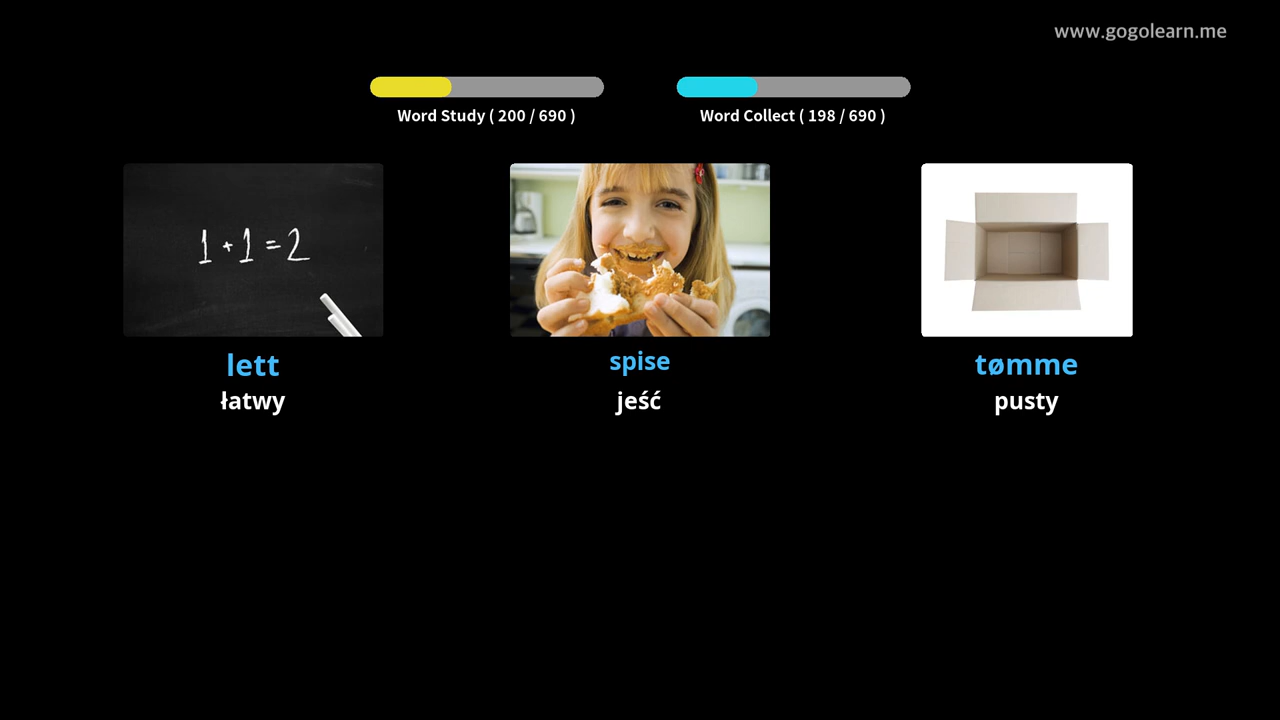 www.gogolearn.me
Word Study ( 200 / 690 )
Word Collect ( 198 / 690 )
1 + 1 = 2
lett
spise
tømme
łatwy
jeść
pusty